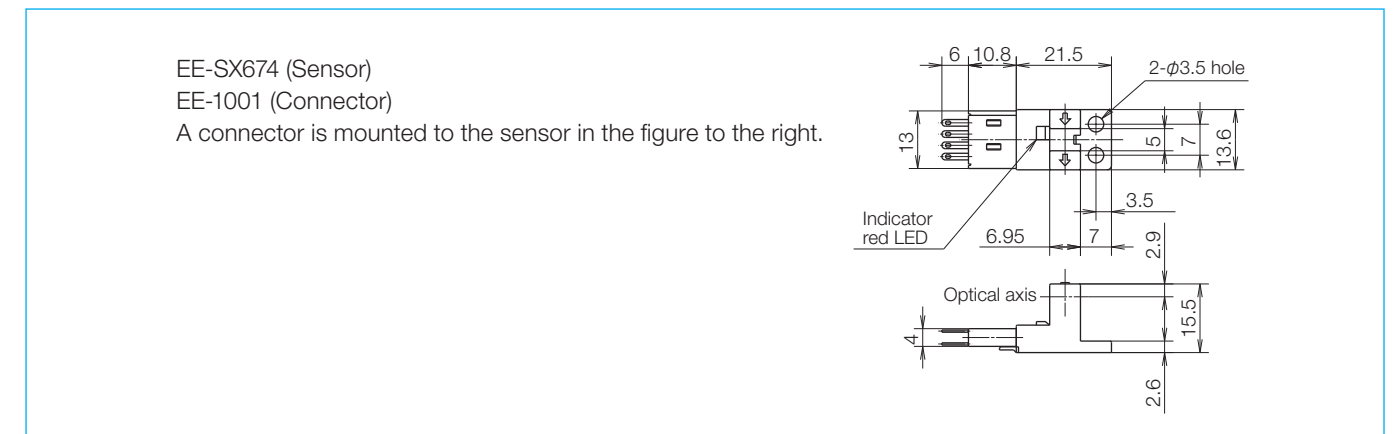 EE-SX674 (Sensor)
EE-1001 (Connector)
A connector is mounted to the sensor in the figure to the right.
6 10.8 21.5
2-φ3.5 hole
13
5
7
13.6
3.5
Indicator
red LED
6.95
7
2.9
Optical axis
15.5
4
2.6